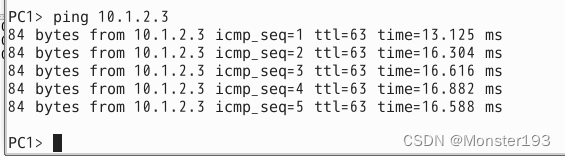 PC1> ping 10.1.2.3
84 bytes from 10.1.2.3 icmp_seq=1 ttl=63 time=13.125 ms
84 bytes from 10.1.2.3 icmp_seq=2 ttl=63 time=16.304 ms
84 bytes from 10.1.2.3 icmp_seq=3 ttl=63 time=16.616 ms
84 bytes from 10.1.2.3 icmp_seq=4 ttl=63 time=16.882 ms
84 bytes from 10.1.2.3 icmp_seq=5 ttl=63 time=16.588 ms
PC1>
CSDN @Monster193